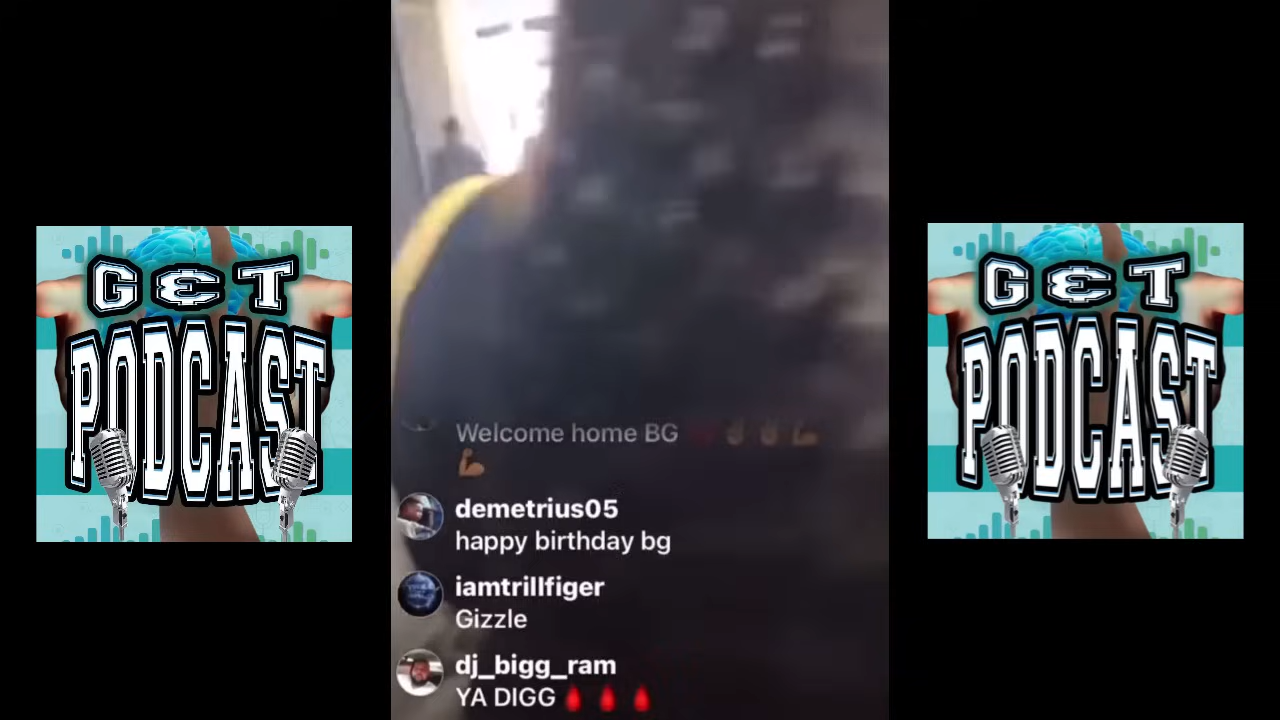 GET
PODCAST
Welcome home BG 💪🏾
💪🏾
demetrius05
happy birthday bg
iamtrillfiger
Gizzle
dj_bigg_ram
YA DIGG🩸🩸🩸
GET
PODCAST